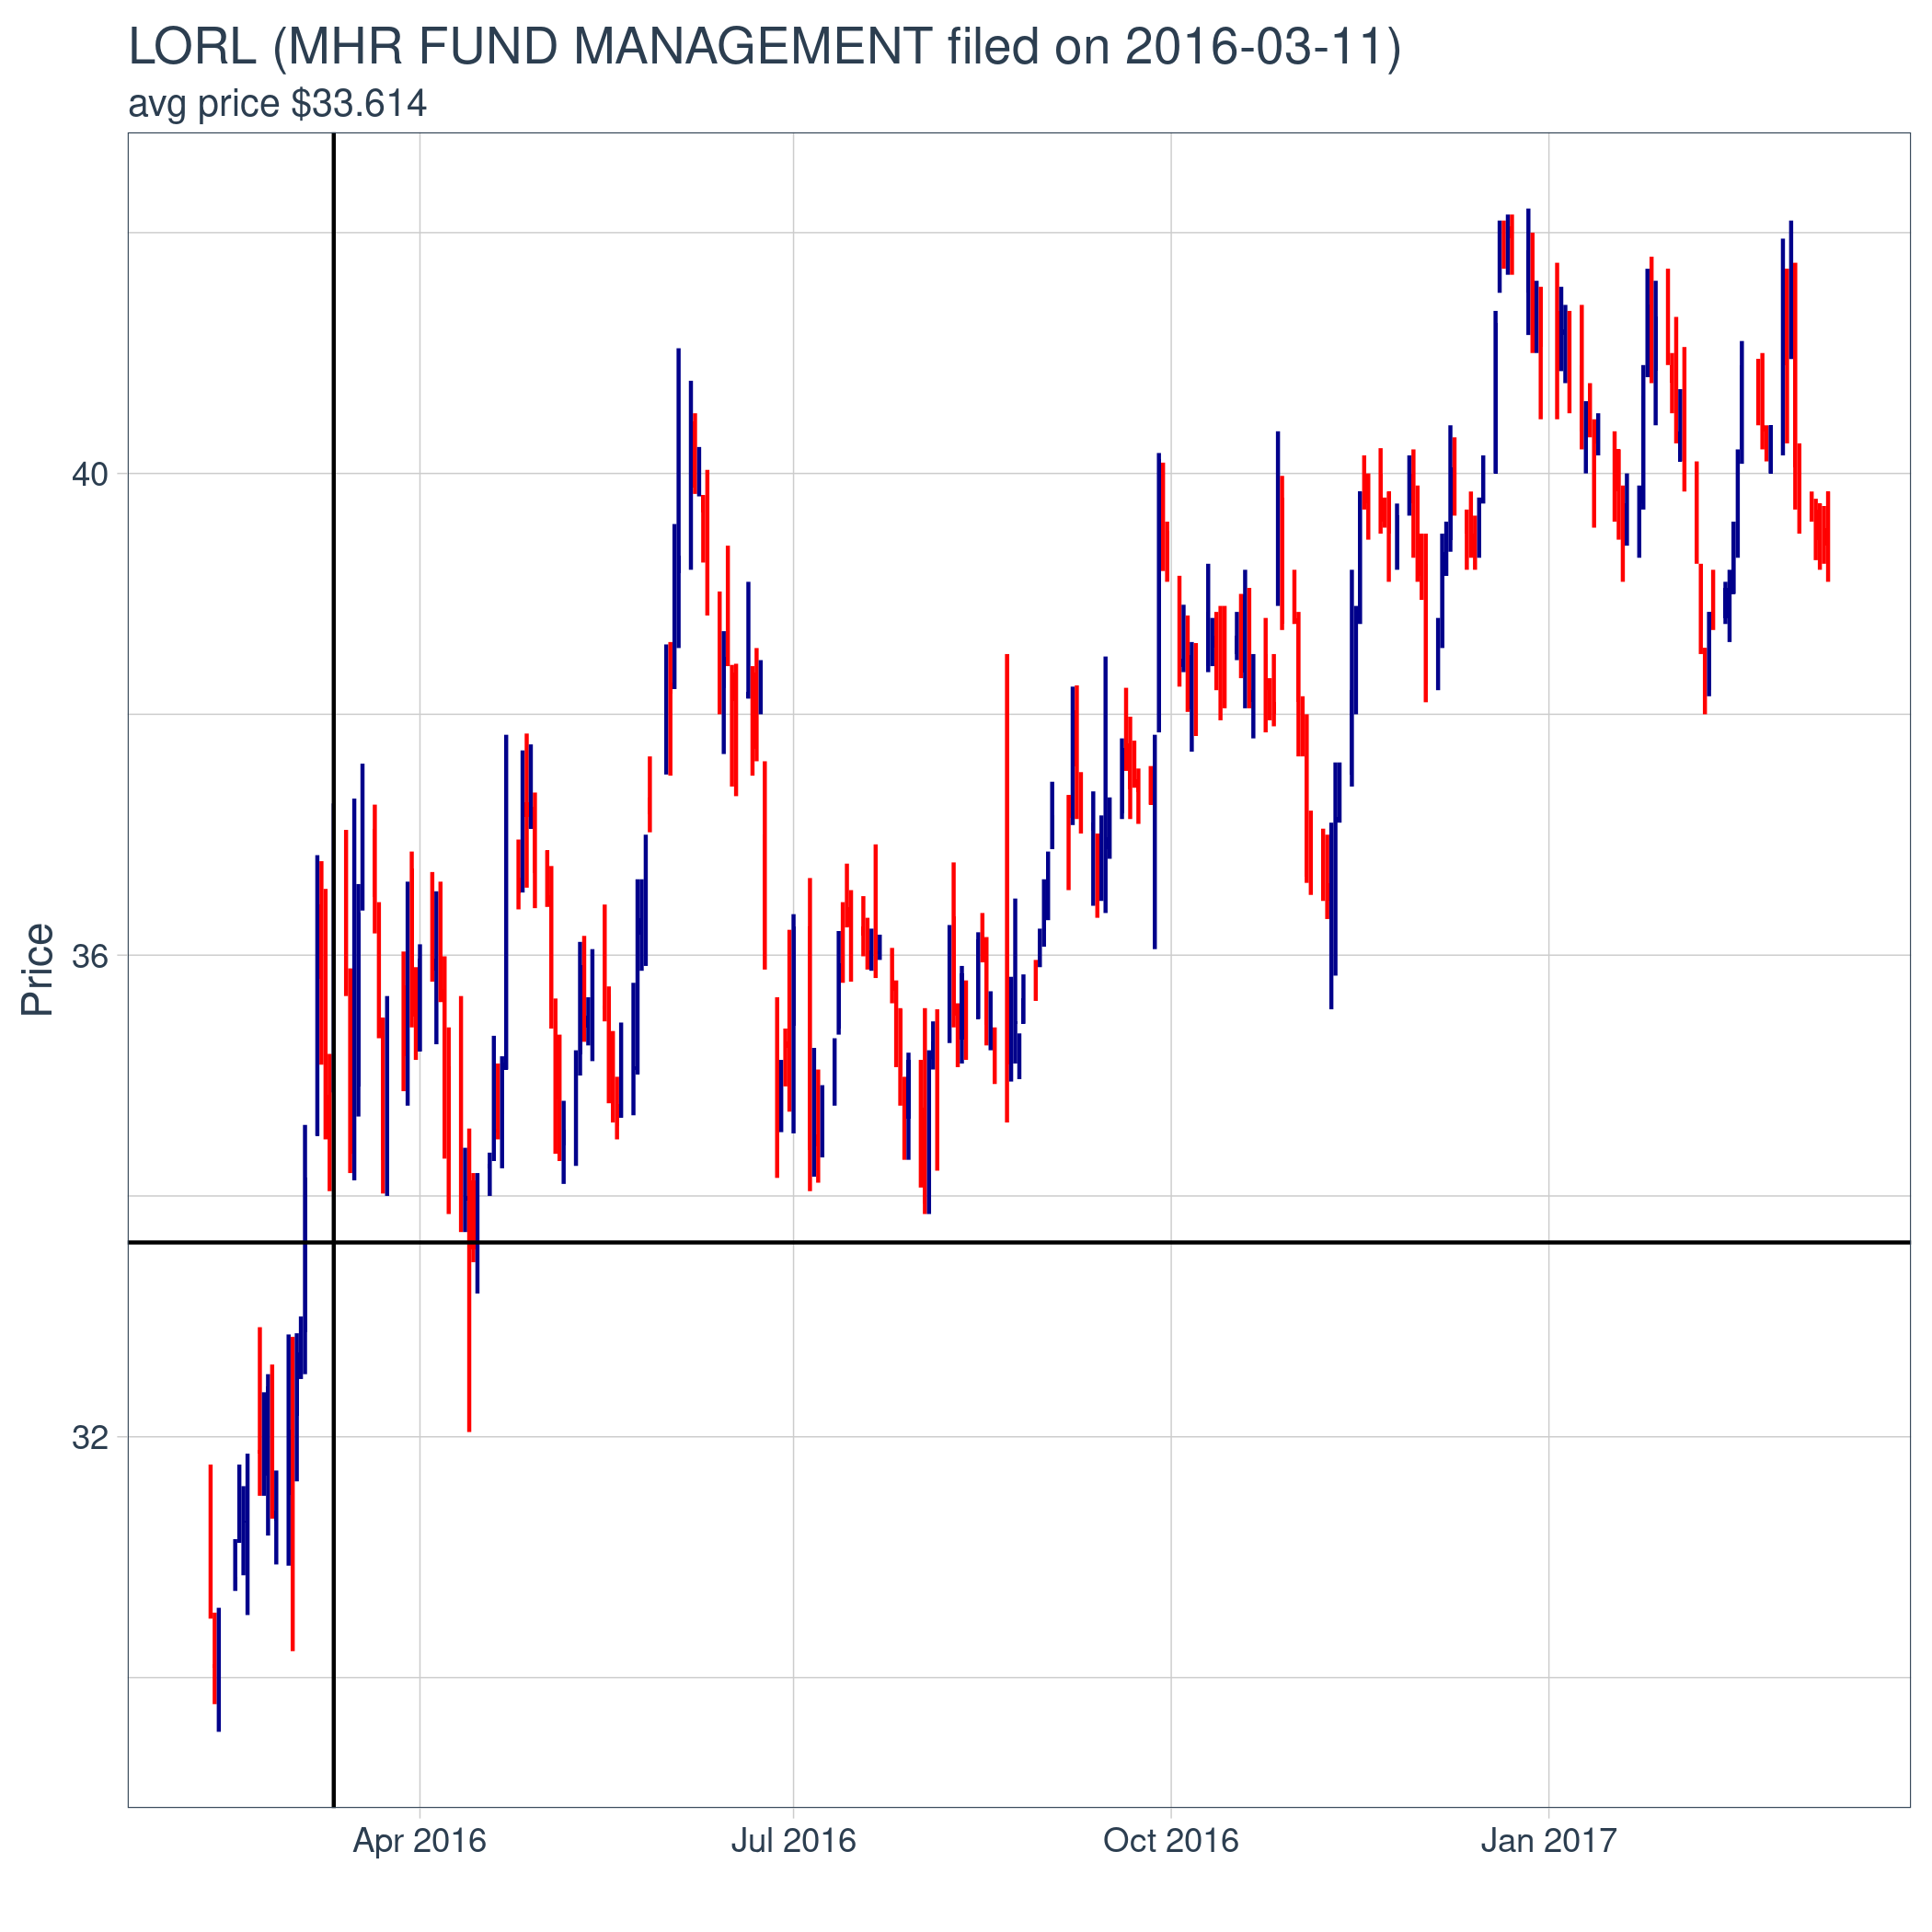 LORL (MHR FUND MANAGEMENT filed on 2016-03-11)
avg price $33.614
Price
40
36
32
Apr 2016
Jul 2016
Oct 2016
Jan 2017